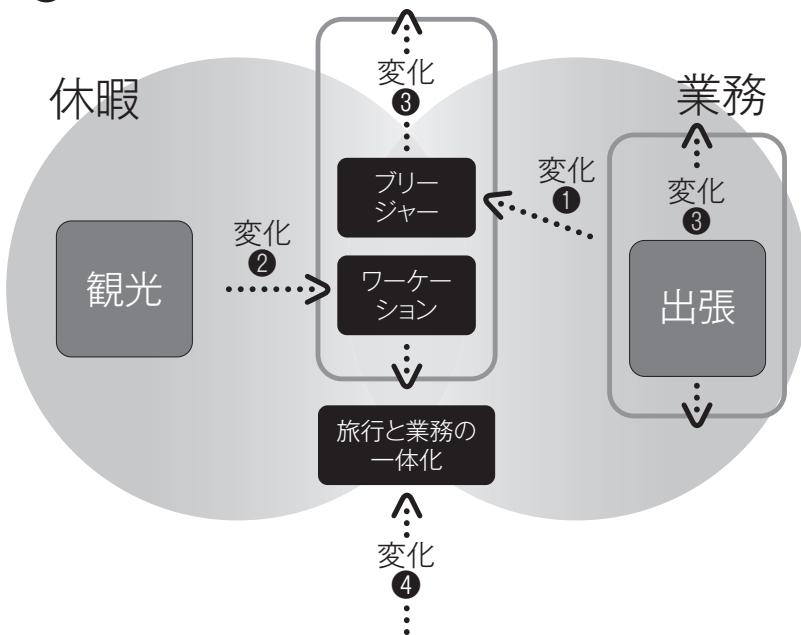 休暇
業務
変化
❸
ブリー
ジャー
変化
❶
変化
❸
変化
❷
観光
ワーケー
ション
出張
旅行と業務の
一体化
変化
❹